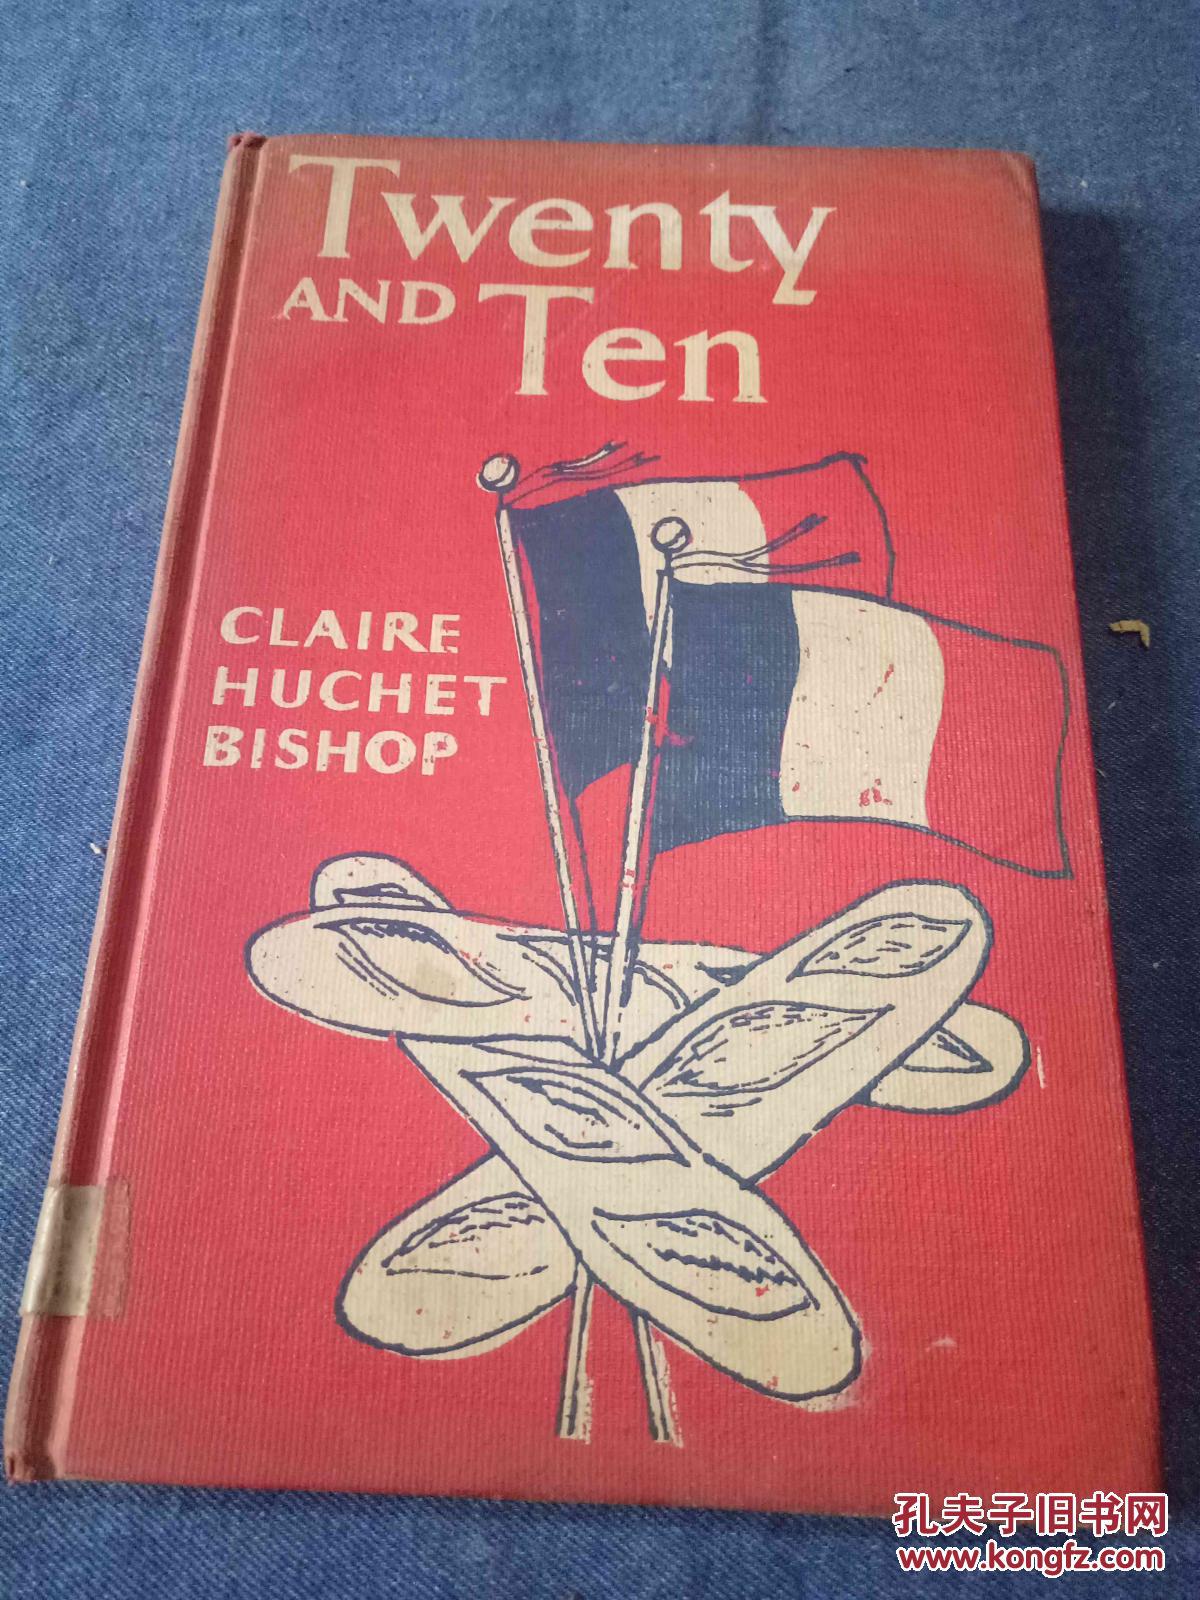 Twenty
AND Ten
CLAIRE
HUCHET
BISHOP
孔夫子旧书网
www.kongfz.com